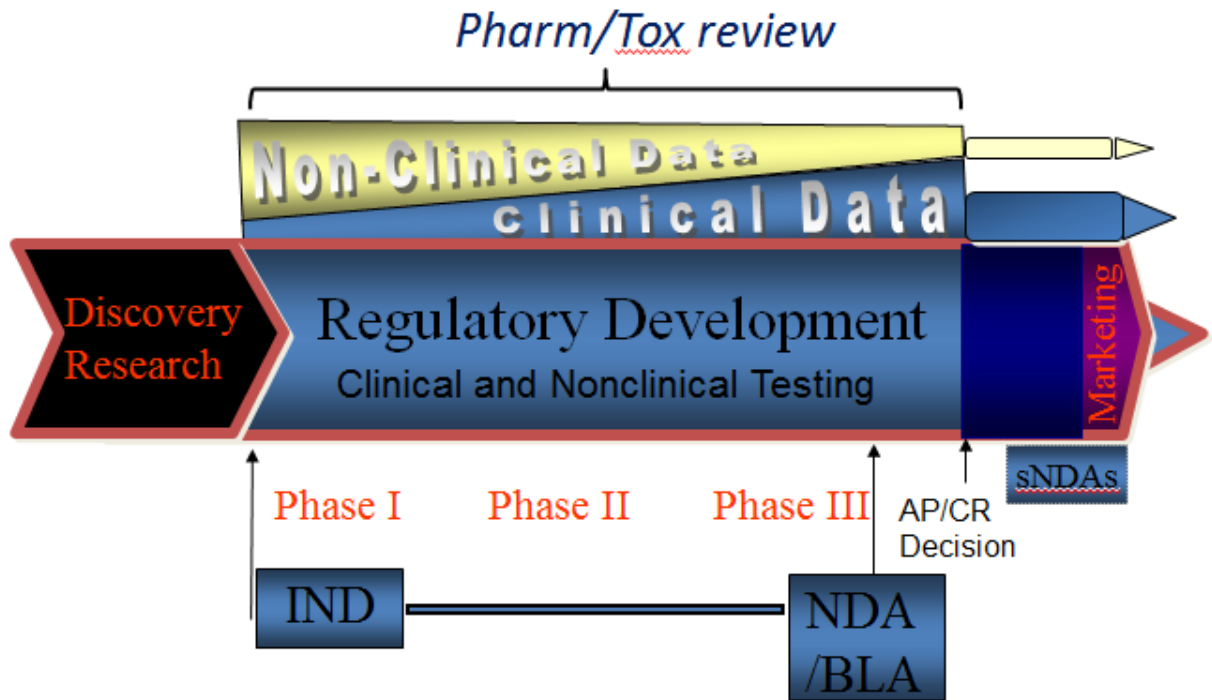 Pharm/Tox review
Non-Clinical Data
Clinical Data
Discovery
Research
Regulatory Development
Clinical and Nonclinical Testing
Marketing
sNDAs
Phase I
Phase II
Phase III
AP/CR
Decision
IND
NDA
/BLA